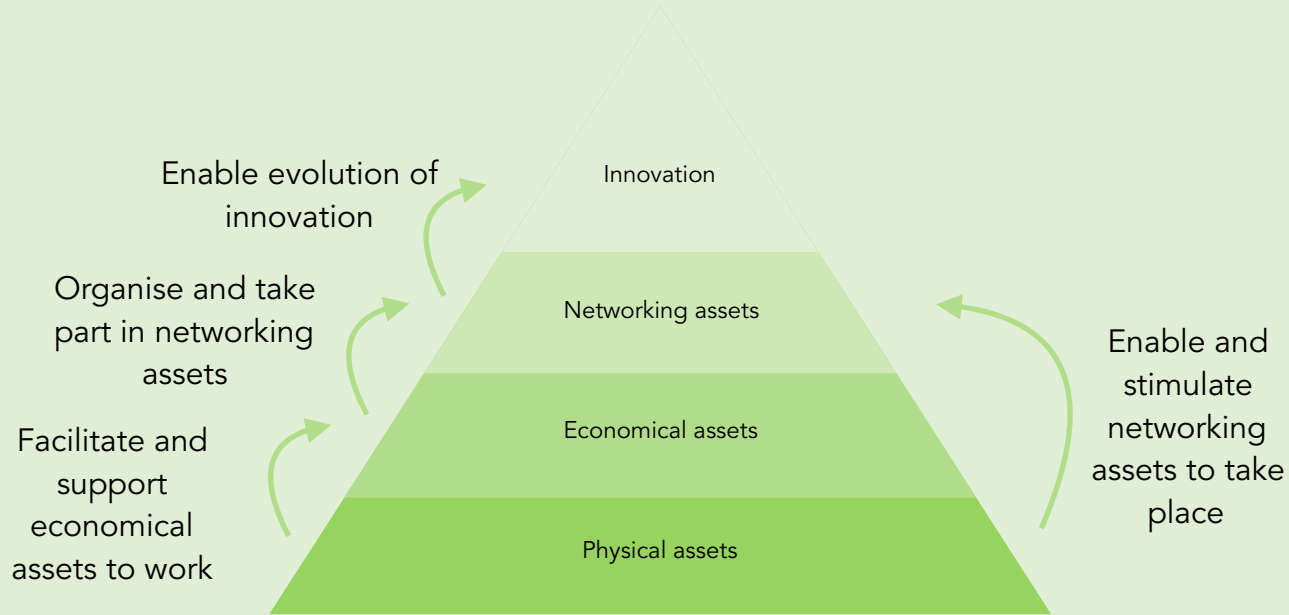 Enable evolution of
innovation
Innovation
Organise and take
part in networking
assets
Networking assets
Enable and
stimulate
networking
assets to take
place
Facilitate and
support
economical
assets to work
Economical assets
Physical assets